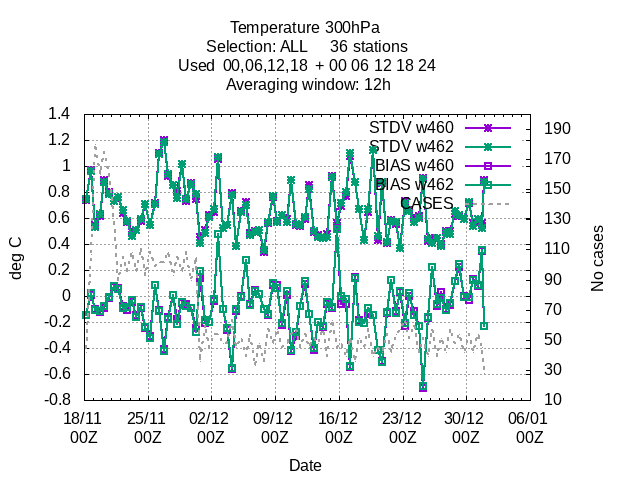 Temperature 300hPa
Selection: ALL     36 stations
Used  00,06,12,18  + 00 06 12 18 24
Averaging window: 12h
STDV w460
STDV w462
BIAS w460
BIAS w462
CASES
1.4
1.2
1
0.8
0.6
0.4
0.2
0
-0.2
-0.4
-0.6
-0.8
deg C
190
170
150
130
110
90
70
50
30
10
No cases
18/11 25/11 02/12 09/12 16/12 23/12 30/12 06/01
00Z 00Z 00Z 00Z 00Z 00Z 00Z 00Z
Date